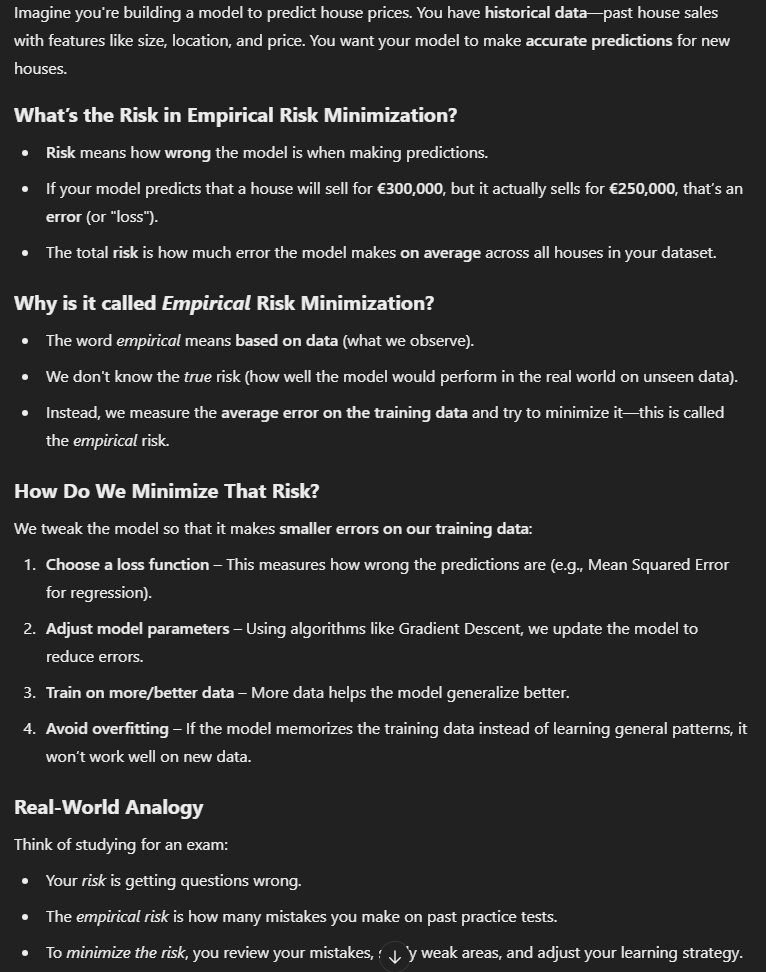 Imagine you're building a model to predict house prices. You have historical data—past house sales
with features like size, location, and price. You want your model to make accurate predictions for new
houses.
What's the Risk in Empirical Risk Minimization?
• Risk means how wrong the model is when making predictions.
• If your model predicts that a house will sell for €300,000, but it actually sells for €250,000, that's an
error (or "loss").
• The total risk is how much error the model makes on average across all houses in your dataset.
Why is it called Empirical Risk Minimization?
• The word empirical means based on data (what we observe).
• We don't know the true risk (how well the model would perform in the real world on unseen data).
• Instead, we measure the average error on the training data and try to minimize it—this is called
the empirical risk.
How Do We Minimize That Risk?
We tweak the model so that it makes smaller errors on our training data:
1. Choose a loss function – This measures how wrong the predictions are (e.g., Mean Squared Error
for regression).
2. Adjust model parameters – Using algorithms like Gradient Descent, we update the model to
reduce errors.
3. Train on more/better data – More data helps the model generalize better.
4. Avoid overfitting – If the model memorizes the training data instead of learning general patterns, it
won't work well on new data.
Real-World Analogy
Think of studying for an exam:
• Your risk is getting questions wrong.
• The empirical risk is how many mistakes you make on past practice tests.
• To minimize the risk, you review your mistakes, weak areas, and adjust your learning strategy.